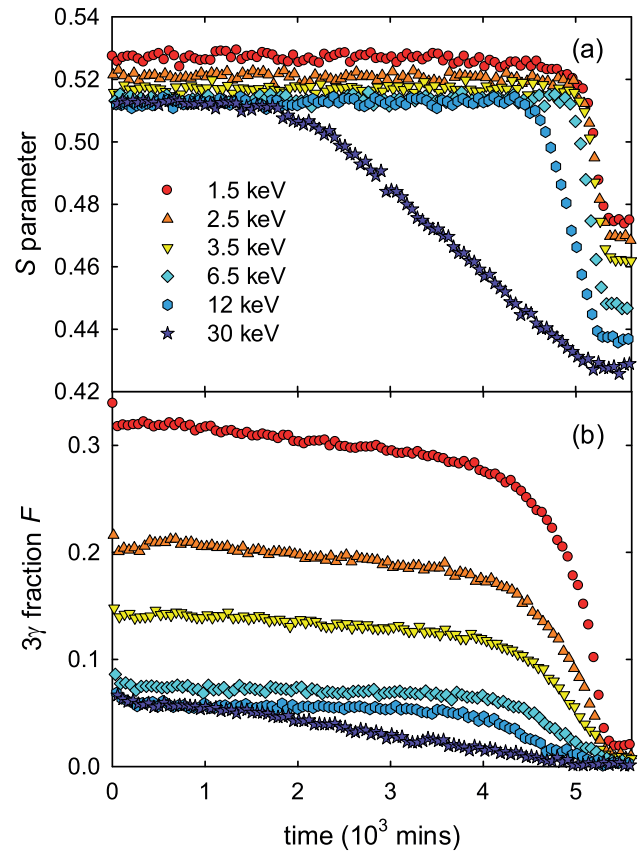 0.54
(a)
0.52
0.50
0.48
0.46
0.44
0.42
S parameter
1.5 keV
2.5 keV
3.5 keV
6.5 keV
12 keV
30 keV
(b)
0.3
0.2
0.1
0.0
3γ fraction F
0 1 2 3 4 5
time (10³ mins)